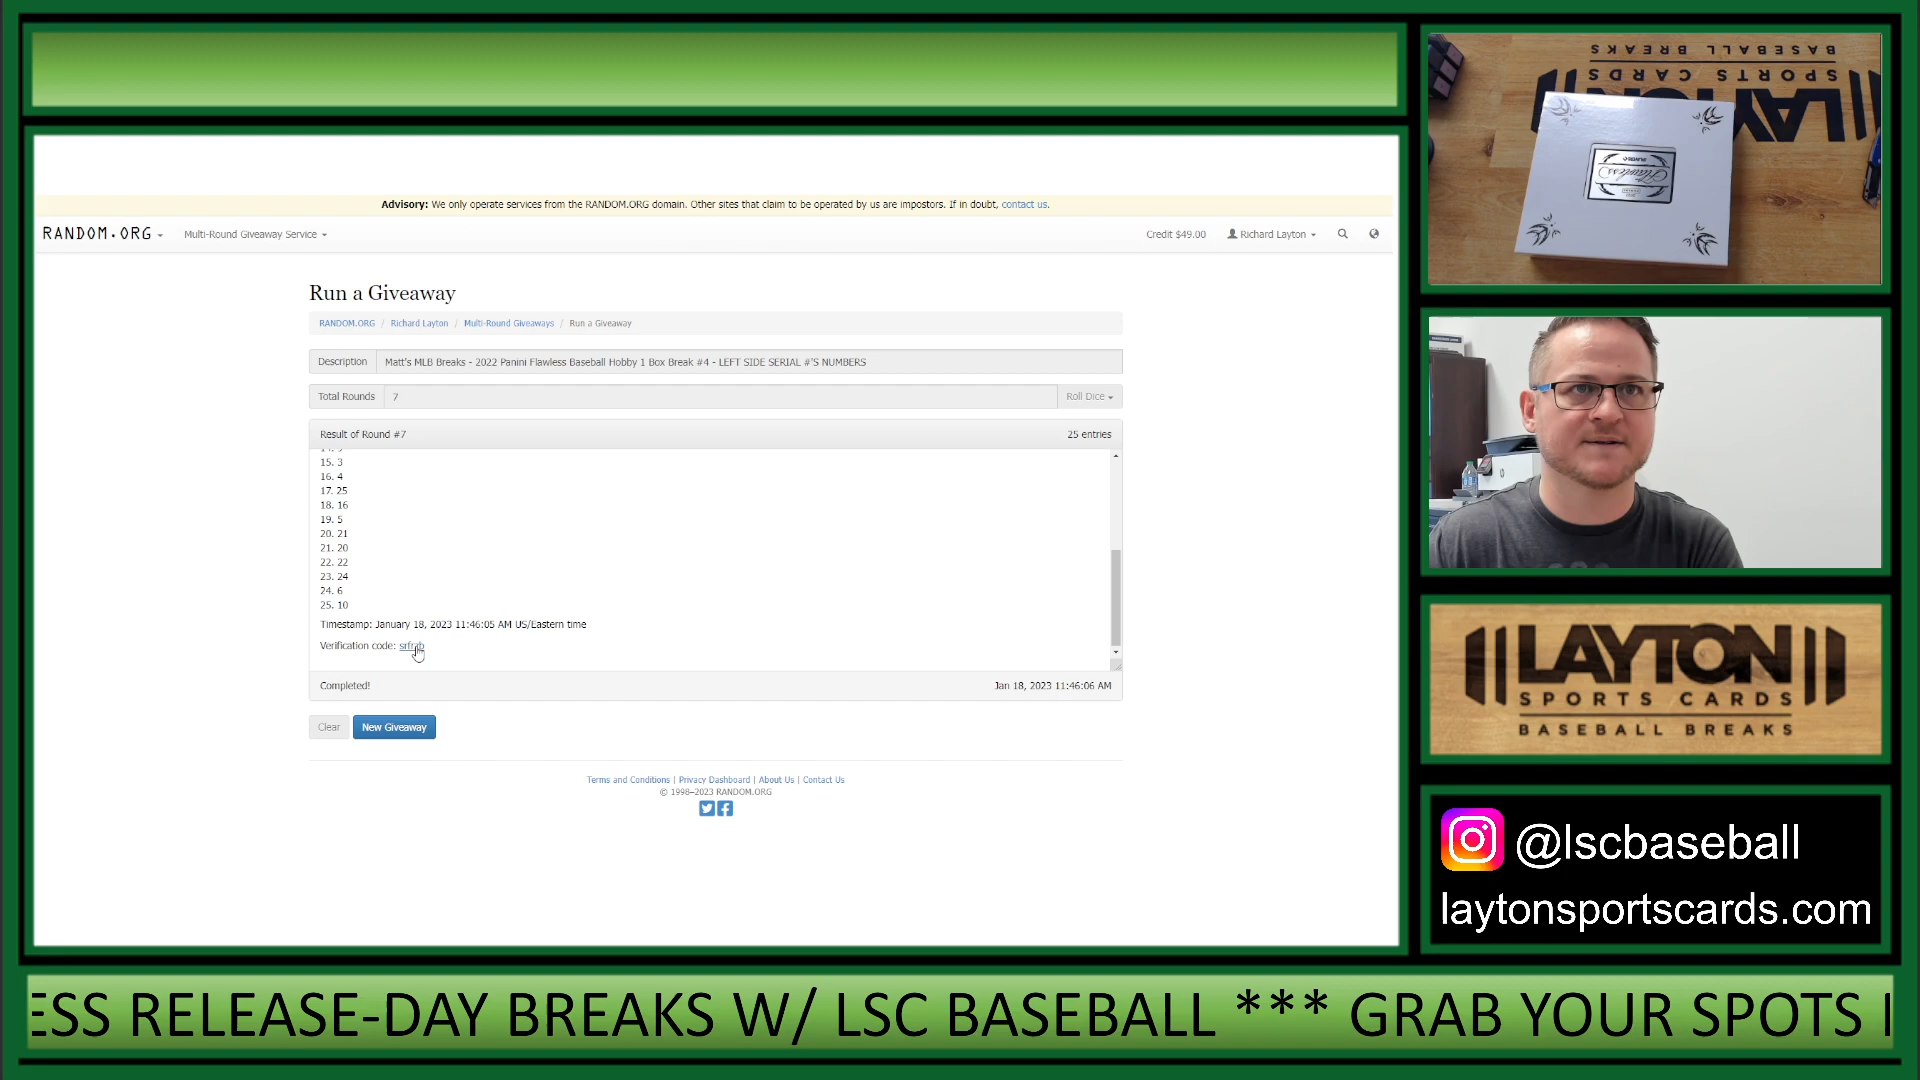 Advisory: We only operate services from the RANDOM.ORG domain. Other sites that claim to be operated by us are impostors. If in doubt, contact us.
RANDOM.ORG
Multi-Round Giveaway Service
Credit $49.00
Richard Layton
Run a Giveaway
RANDOM.ORG / Richard Layton / Multi-Round Giveaways / Run a Giveaway
Description
Matt's MLB Breaks - 2022 Panini Flawless Baseball Hobby 1 Box Break #4 - LEFT SIDE SERIAL #'S NUMBERS
Total Rounds
7
Roll Dice
Result of Round #7
25 entries
15. 3
16. 4
17. 25
18. 16
19. 5
20. 21
21. 20
22. 22
23. 24
24. 6
25. 10
Timestamp: January 18, 2023 11:46:05 AM US/Eastern time
Verification code:
Completed!
Jan 18, 2023 11:46:06 AM
Clear
New Giveaway
Terms and Conditions | Privacy Dashboard | About Us | Contact Us
© 1998–2023 RANDOM.ORG
BASEBALL BREAKS
SPORTS CARDS
LAYTON
Flawless
LAYTON
SPORTS CARDS
BASEBALL BREAKS
@lscbaseball
laytonsportscards.com
ESS RELEASE-DAY BREAKS W/ LSC BASEBALL *** GRAB YOUR SPOTS